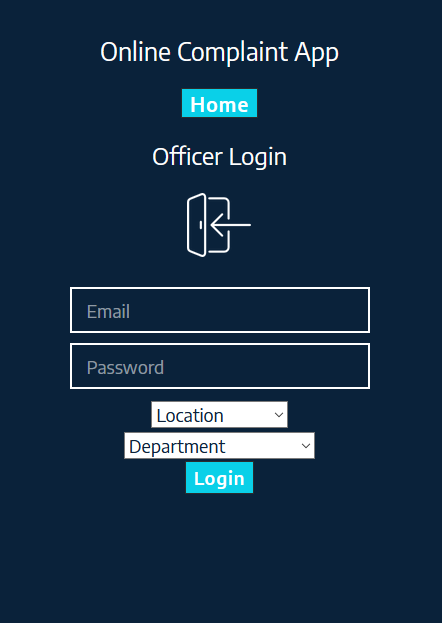 Online Complaint App
Home
Officer Login
Email
Password
Location
Department
Login